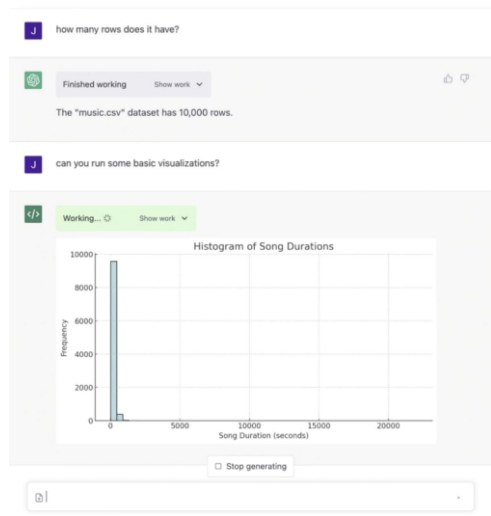 J
how many rows does it have?
Finished working Show work
The "music.csv" dataset has 10,000 rows.
J
can you run some basic visualizations?
</>
Working... Show work
Histogram of Song Durations
10000
8000
6000
4000
2000
0
Frequency
0 5000 10000 15000 20000
Song Duration (seconds)
Stop generating